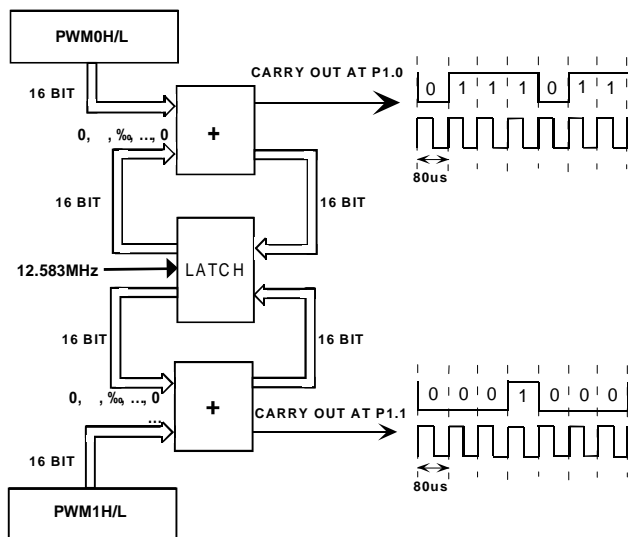 PWM0H/L
16 BIT
CARRY OUT AT P1.0
0 1 1 1 0 1 1
0, , ‰, …, 0
+
80us
16 BIT
16 BIT
12.583MHz
LATCH
16 BIT
16 BIT
0, , ‰, …, 0
…
+
CARRY OUT AT P1.1
0 0 0 1 0 0 0
16 BIT
80us
PWM1H/L